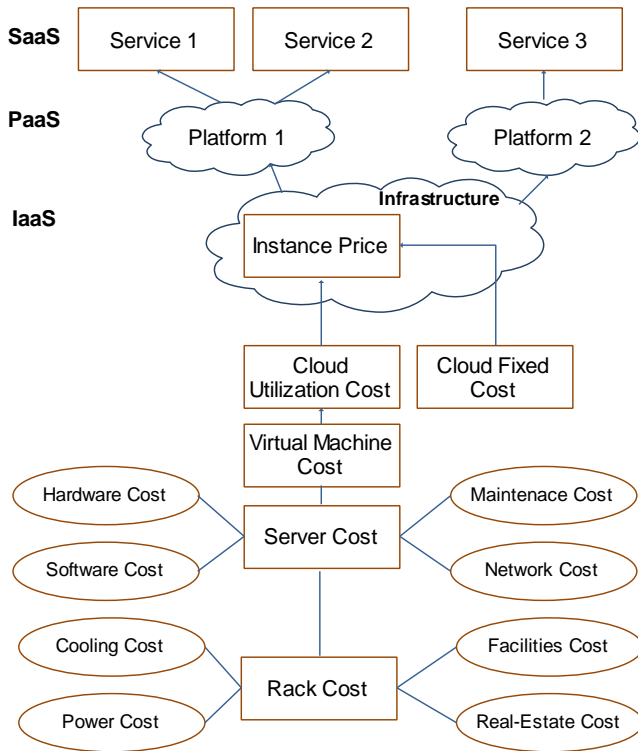 SaaS
Service 1
Service 2
Service 3
PaaS
Platform 1
Platform 2
IaaS
Infrastructure
Instance Price
Cloud
Utilization Cost
Cloud Fixed
Cost
Virtual Machine
Cost
Hardware Cost
Maintenace Cost
Server Cost
Software Cost
Network Cost
Cooling Cost
Facilities Cost
Rack Cost
Power Cost
Real-Estate Cost